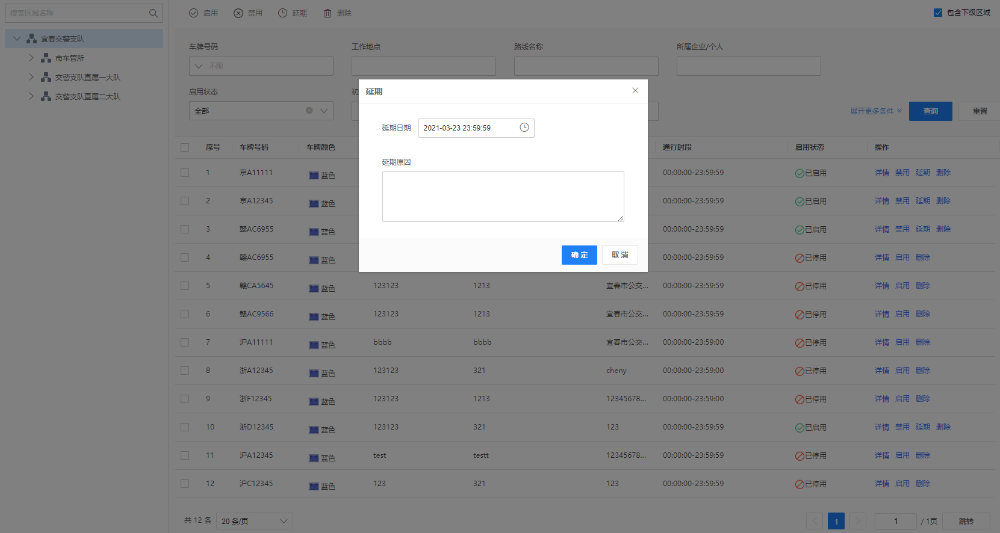 搜索区域名称
启用 禁用 延期 删除
包含下级区域
宜春交警支队
市车管所
交警支队直属一大队
交警支队直属二大队
车牌号码 工作地点 路线名称 所属企业/个人
不限
启用状态 初
全部
展开更多条件 查询 重置
延期
延期日期 2021-03-23 23:59:59
延期原因
确定 取消
序号 车牌号码 车牌颜色 通行时段 启用状态 操作
1 京A11111 蓝色 00:00:00-23:59:59 已启用 详情 禁用 延期 删除
2 京A12345 蓝色 00:00:00-23:59:59 已启用 详情 禁用 延期 删除
3 赣AC6955 蓝色 00:00:00-23:59:59 已启用 详情 禁用 延期 删除
4 赣AC6955 蓝色 00:00:00-23:59:59 已停用 详情 启用 删除
5 赣CA5645 蓝色 123123 1213 宜春市公交... 00:00:00-23:59:59 已停用 详情 启用 删除
6 赣AC9566 蓝色 123123 1213 宜春市公交... 00:00:00-23:59:59 已停用 详情 启用 删除
7 沪A11111 蓝色 bbbb bbbb 宜春市公交... 00:00:00-23:59:00 已停用 详情 启用 删除
8 浙A12345 蓝色 123123 321 cheny 00:00:00-23:59:00 已停用 详情 启用 删除
9 浙F12345 蓝色 123123 1213 12345678... 00:00:00-23:59:00 已停用 详情 启用 删除
10 浙D12345 蓝色 123123 321 123 00:00:00-23:59:59 已启用 详情 禁用 延期 删除
11 沪A12345 蓝色 test testt 12345678... 00:00:00-23:59:59 已停用 详情 启用 删除
12 沪C12345 蓝色 123 321 123 00:00:00-23:59:59 已停用 详情 启用 删除
共 12 条 20 条/页 1 1 / 1页 跳转